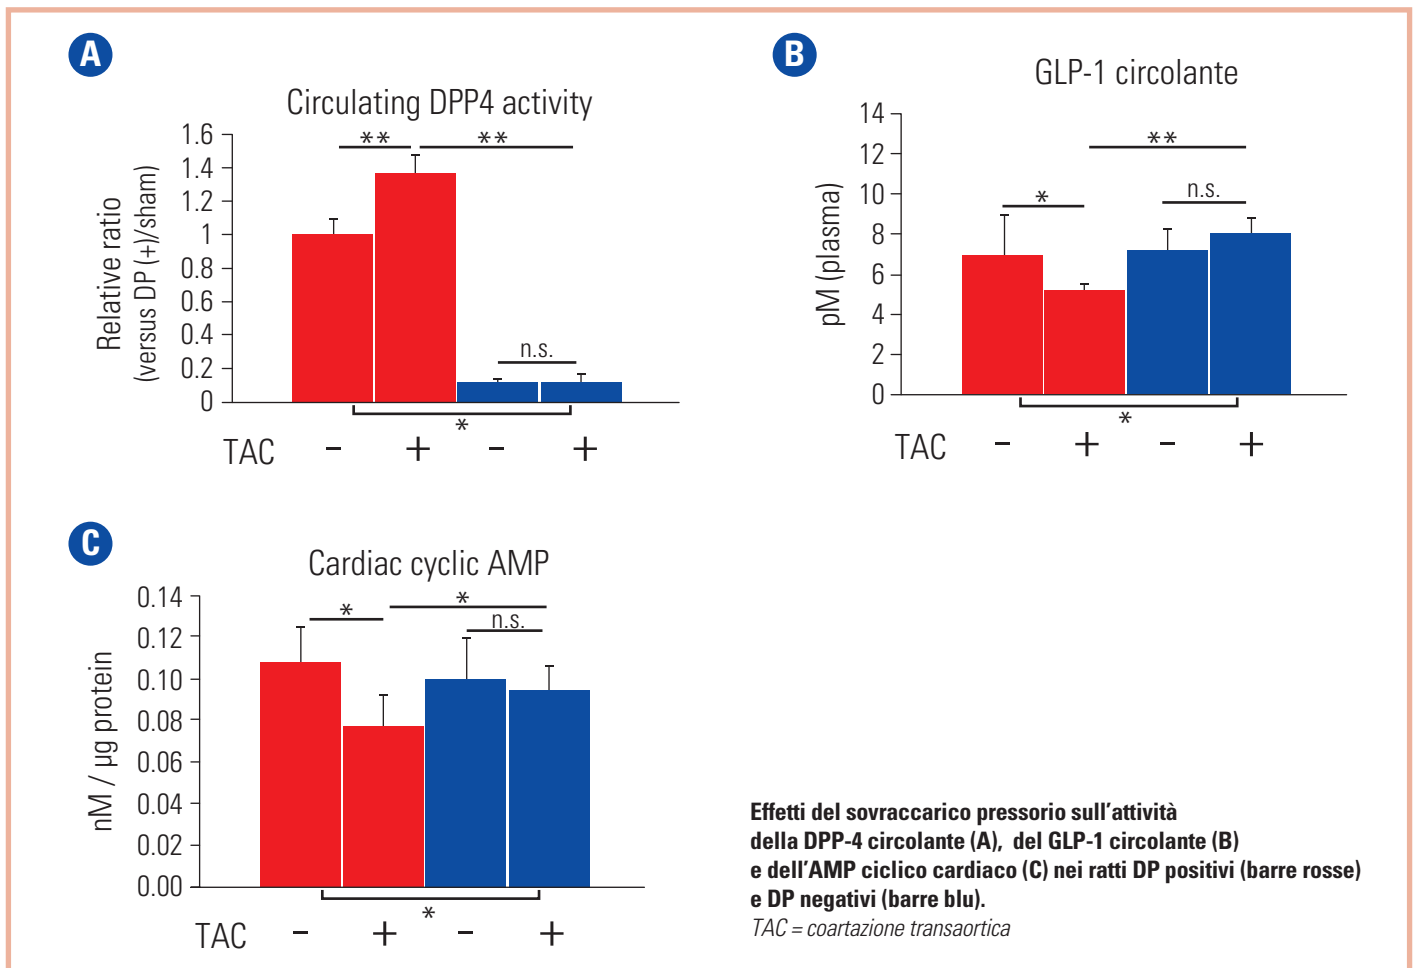 A
Circulating DPP4 activity
Relative ratio
(versus DP (+)/sham)
1.6
1.4
1.2
1
0.8
0.6
0.4
0.2
0
**
**
n.s.
*
TAC - + - +
B
GLP-1 circolante
pM (plasma)
14
12
10
8
6
4
2
0
**
*
n.s.
*
TAC - + - +
C
Cardiac cyclic AMP
nM / µg protein
0.14
0.12
0.10
0.08
0.06
0.04
0.02
0.00
*
*
n.s.
*
TAC - + - +
Effetti del sovraccarico pressorio sull'attività
della DPP-4 circolante (A), del GLP-1 circolante (B)
e dell'AMP ciclico cardiaco (C) nei ratti DP positivi (barre rosse)
e DP negativi (barre blu).
TAC = coartazione transaortica